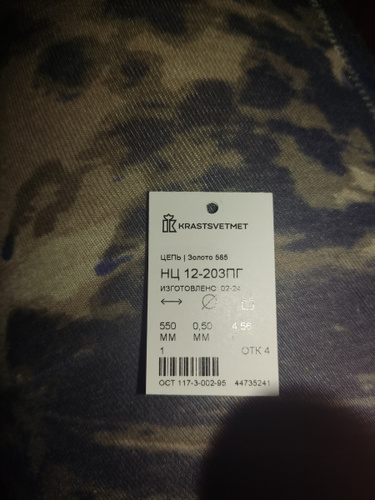 KRASTSVETMET
ЦЕПЬ | Золото 585
НЦ 12-203ПГ
ИЗГОТОВЛЕНО 07-24
550 0,50 4,56
ММ ММ
1 ОТК 4
ОСТ 117-3-002-95 44735241